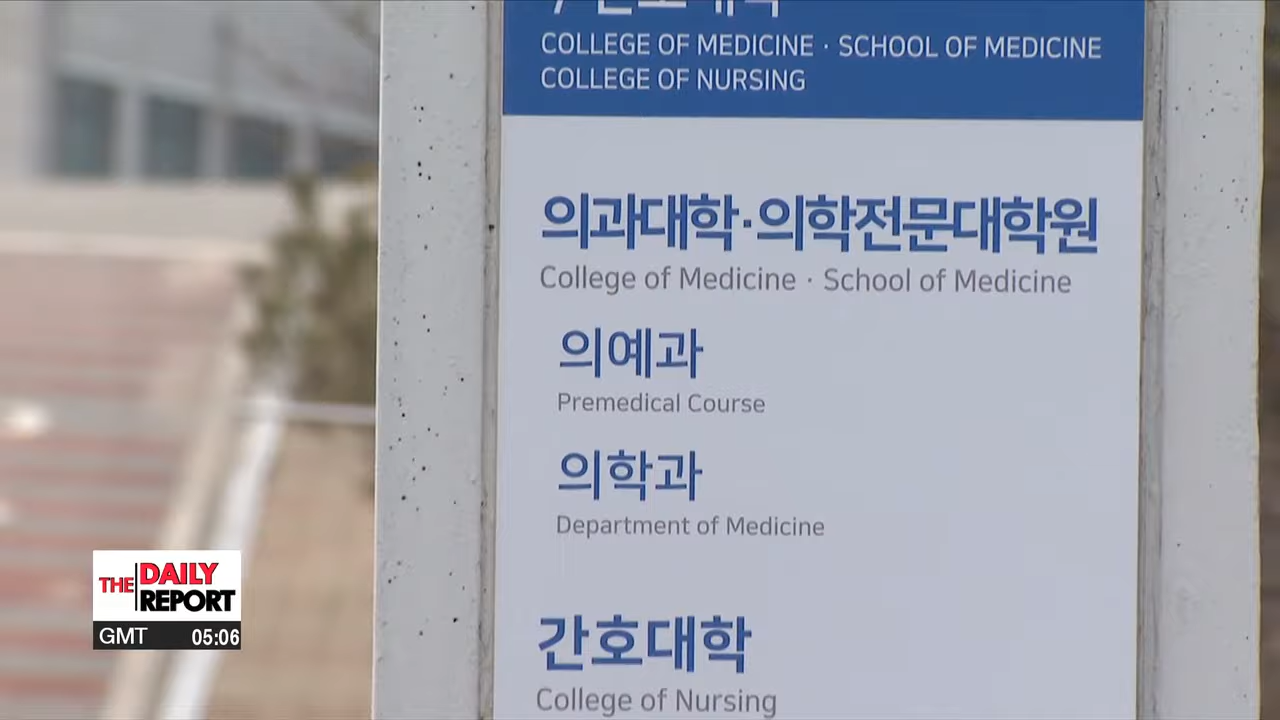 COLLEGE OF MEDICINE · SCHOOL OF MEDICINE
COLLEGE OF NURSING
의과대학·의학전문대학원
College of Medicine · School of Medicine
의예과
Premedical Course
의학과
Department of Medicine
간호대학
College of Nursing
THE DAILY REPORT
GMT 05:06